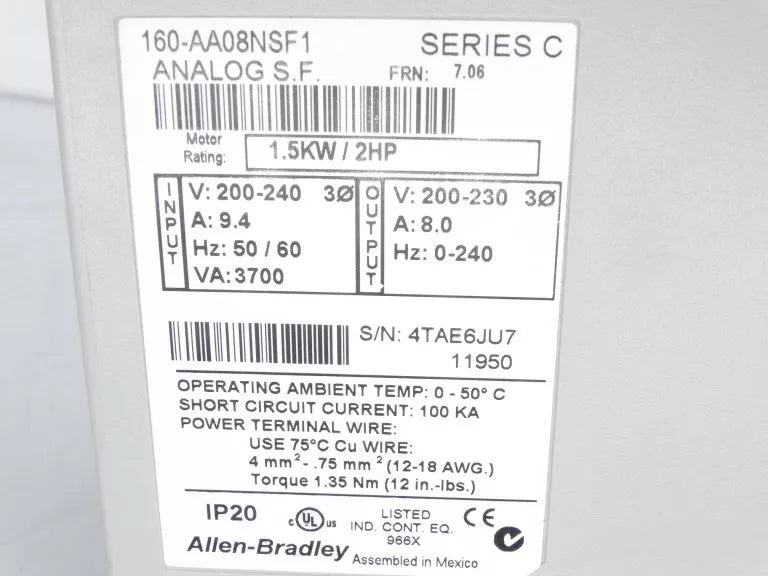 160-AA08NSF1 SERIES C
ANALOG S.F. FRN: 7.06
Motor Rating: 1.5KW / 2HP
INPUT
V: 200-240 3Ø
A: 9.4
Hz: 50 / 60
VA: 3700
OUTPUT
V: 200-230 3Ø
A: 8.0
Hz: 0-240
S/N: 4TAE6JU7
11950
OPERATING AMBIENT TEMP: 0 - 50° C
SHORT CIRCUIT CURRENT: 100 KA
POWER TERMINAL WIRE:
USE 75°C Cu WIRE:
4 mm² - .75 mm² (12-18 AWG.)
Torque 1.35 Nm (12 in.-lbs.)
IP20
c UL us
LISTED
IND. CONT. EQ.
966X
CE
Allen-Bradley
Assembled in Mexico